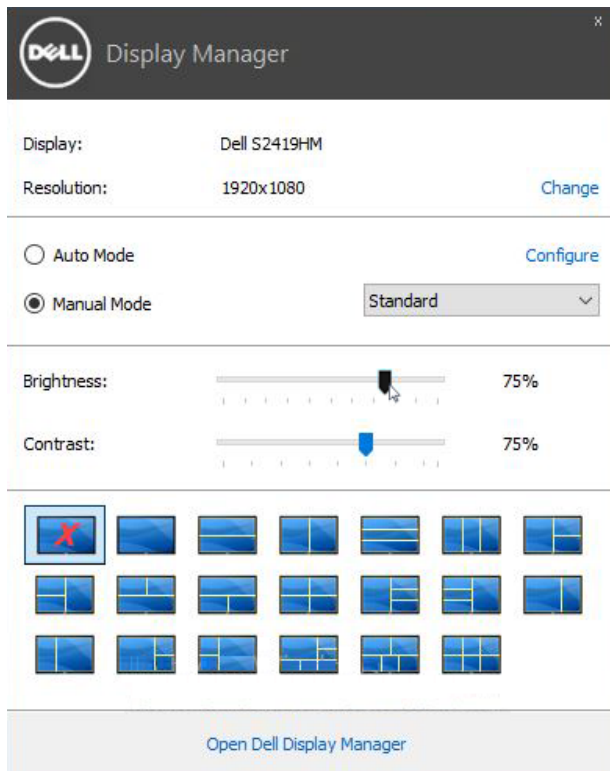 x
DELL Display Manager
Display: Dell S2419HM
Resolution: 1920x1080 Change
Auto Mode Configure
Manual Mode Standard
Brightness: 75%
Contrast: 75%
Open Dell Display Manager